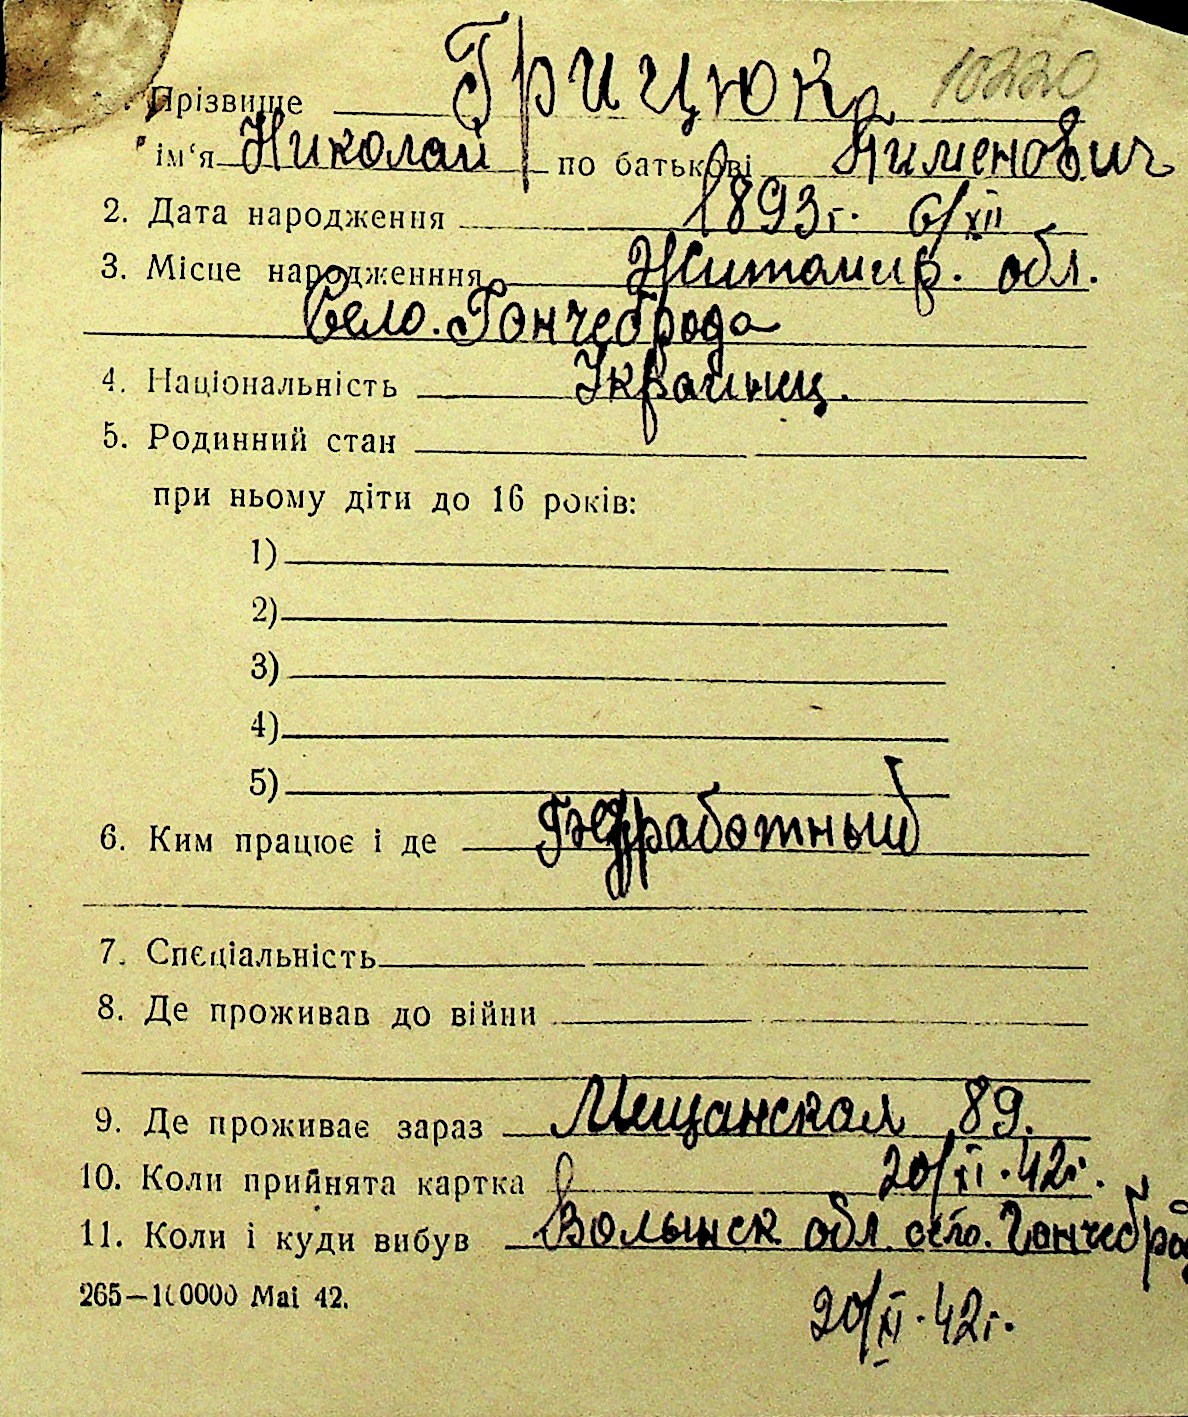 Прізвище Грицюк 10220
ім‘я Николай по батькові Пименович
2. Дата народження 1893г. 6/XII
3. Місце народженння Житомир. обл.
Село. Гончеброда
4. Національність Украинец.
5. Родинний стан
при ньому діти до 16 років:
1)
2)
3)
4)
5)
6. Ким працює і де Безработный
7. Спеціальність
8. Де проживав до війни
9. Де проживає зараз Мещанская 89.
10. Коли прийнята картка 20/XI.42г.
11. Коли і куди вибув Волынск обл. село. Гончеброд
265—100000 Mai 42.
20/XI.42г.